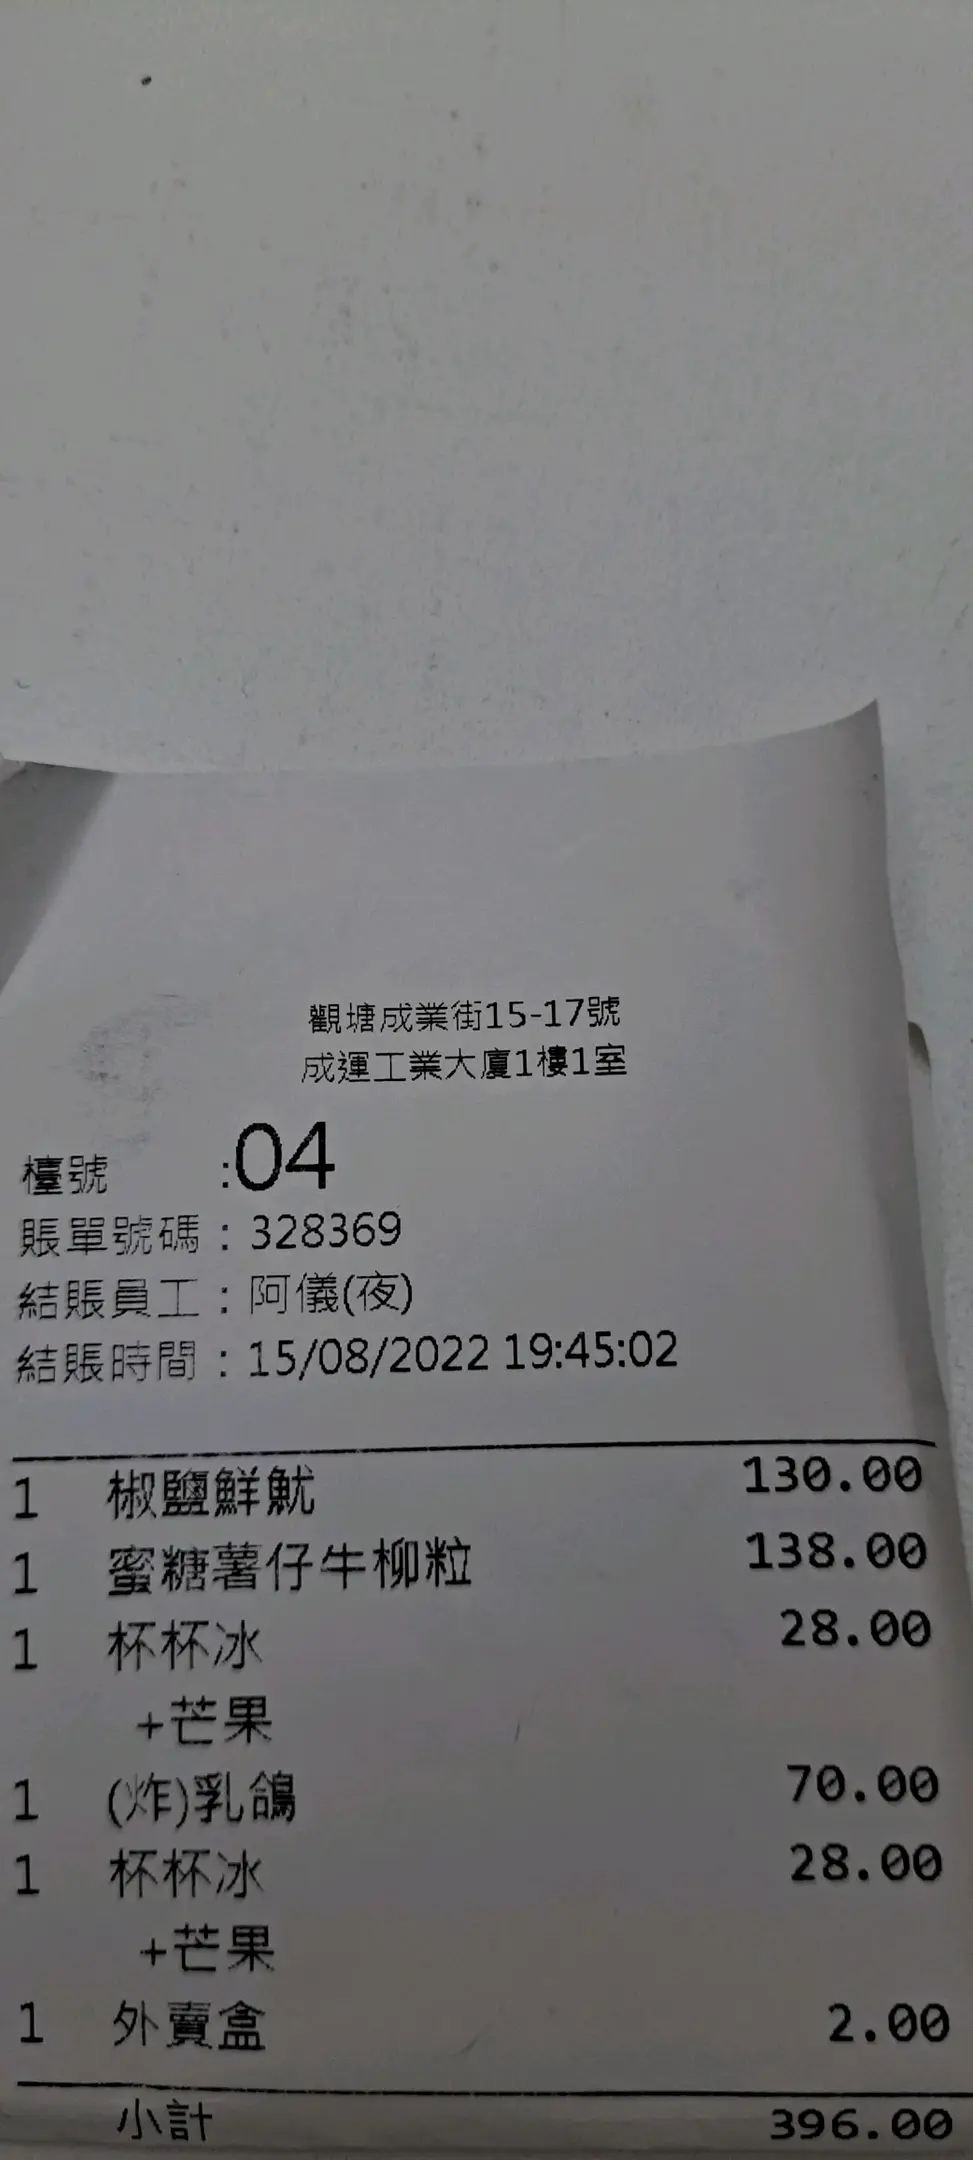 觀塘成業街15-17號
成運工業大廈1樓1室
檯號 :04
賬單號碼 : 328369
結賬員工 : 阿儀(夜)
結賬時間 : 15/08/2022 19:45:02
1 椒鹽鮮魷 130.00
1 蜜糖薯仔牛柳粒 138.00
1 杯杯冰 28.00
+芒果
1 (炸)乳鴿 70.00
1 杯杯冰 28.00
+芒果
1 外賣盒 2.00
小計 396.00